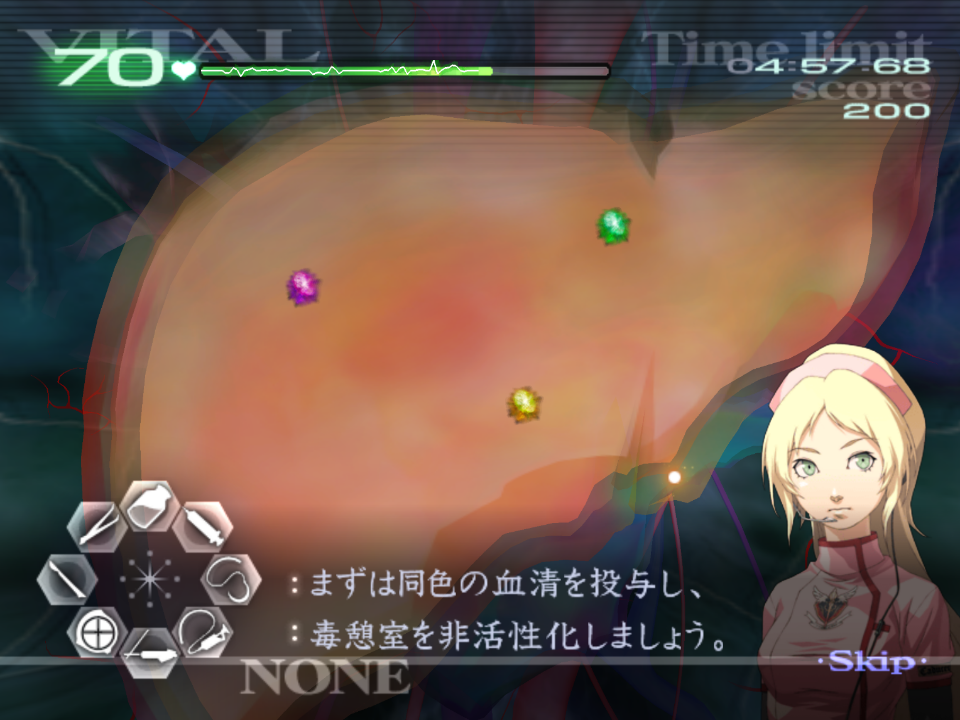 VITAL
70
Time limit
04:57:68
score
200
：まずは同色の血清を投与し、
：毒憩室を非活性化しましょう。
・Skip・
NONE